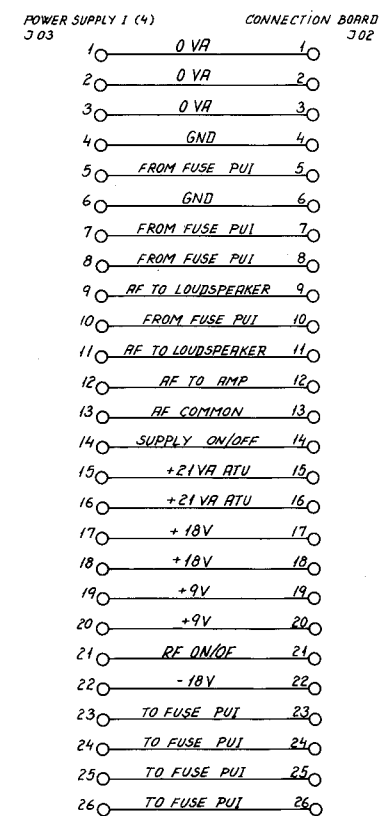 POWER SUPPLY I (4) CONNECTION BOARD
J03 J02
1 0 VA 1
2 0 VA 2
3 0 VA 3
4 GND 4
5 FROM FUSE PUI 5
6 GND 6
7 FROM FUSE PUI 7
8 FROM FUSE PUI 8
9 AF TO LOUDSPEAKER 9
10 FROM FUSE PUI 10
11 AF TO LOUDSPEAKER 11
12 AF TO AMP 12
13 AF COMMON 13
14 SUPPLY ON/OFF 14
15 +21 VA ATU 15
16 +21 VA ATU 16
17 + 18V 17
18 + 18V 18
19 +9V 19
20 +9V 20
21 RF ON/OF 21
22 - 18 V 22
23 TO FUSE PUI 23
24 TO FUSE PUI 24
25 TO FUSE PUI 25
26 TO FUSE PUI 26